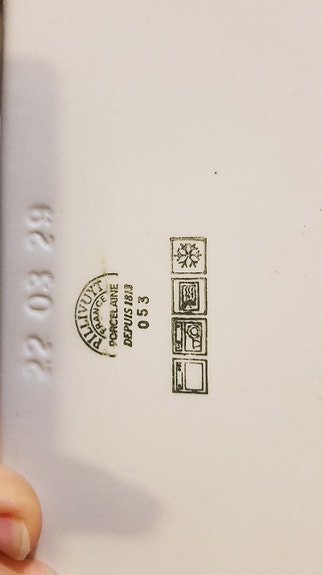 22 03 29
PILLIVUYT
FRANCE
PORCELAINE
DEPUIS 1818
053